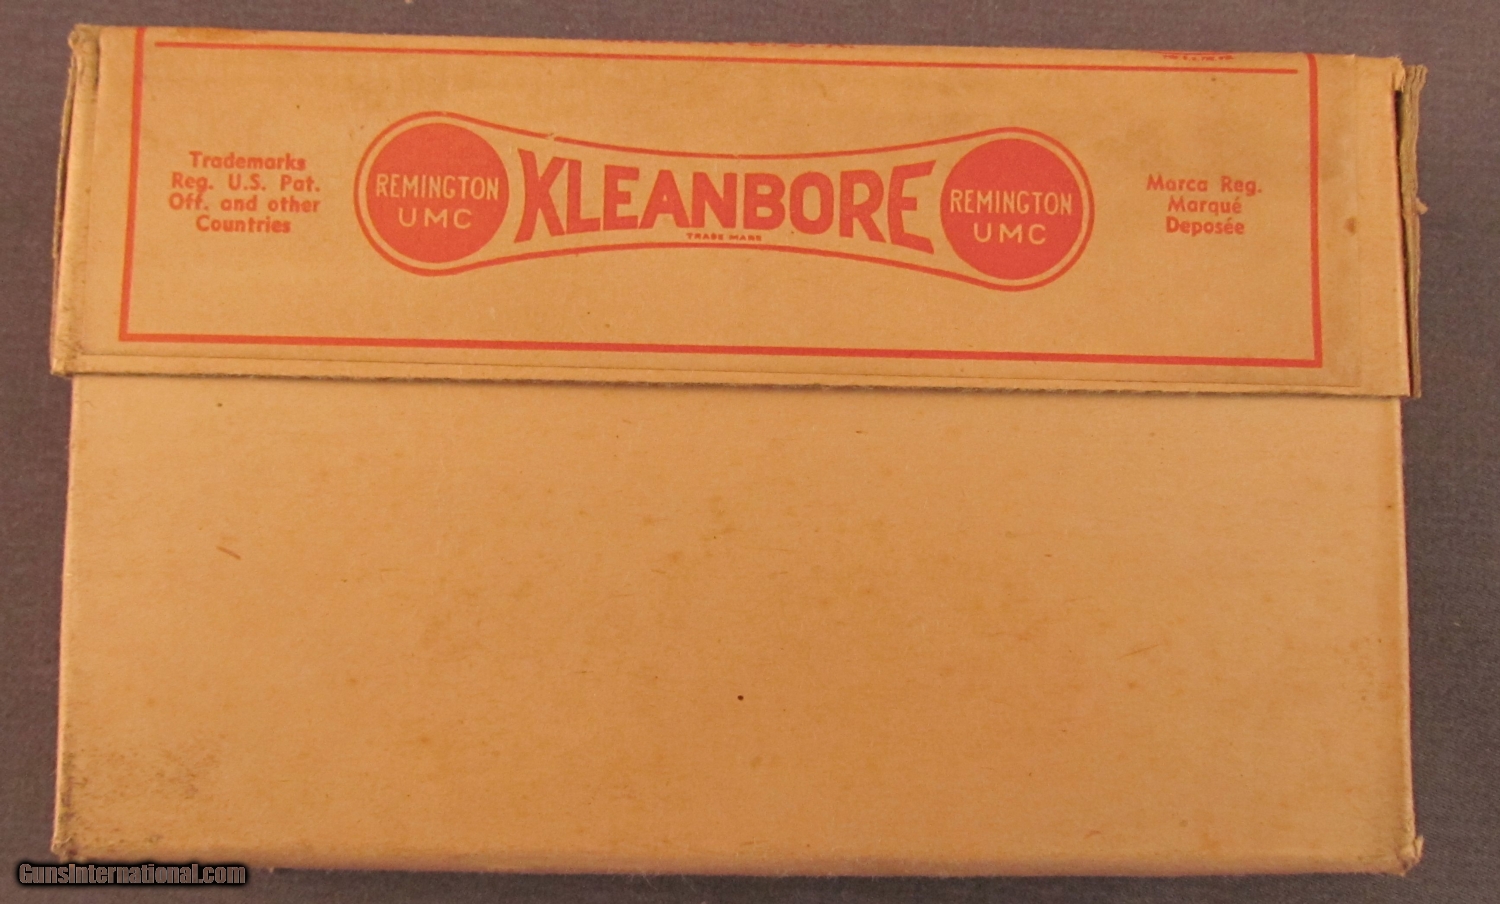 Trademarks
Reg. U.S. Pat.
Off. and other
Countries
REMINGTON
UMC
KLEANBORE
TRADE MARK
REMINGTON
UMC
Marca Reg.
Marqué
Deposée
GunsInternational.com